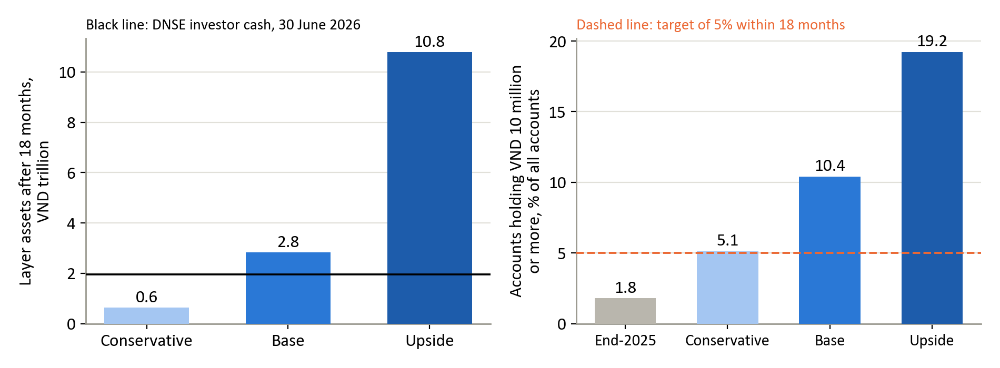 Black line: DNSE investor cash, 30 June 2026
Layer assets after 18 months,
VND trillion
10
8
6
4
2
0
0.6
2.8
10.8
Conservative
Base
Upside
Dashed line: target of 5% within 18 months
Accounts holding VND 10 million
or more, % of all accounts
20
15
10
5
0
1.8
5.1
10.4
19.2
End-2025
Conservative
Base
Upside